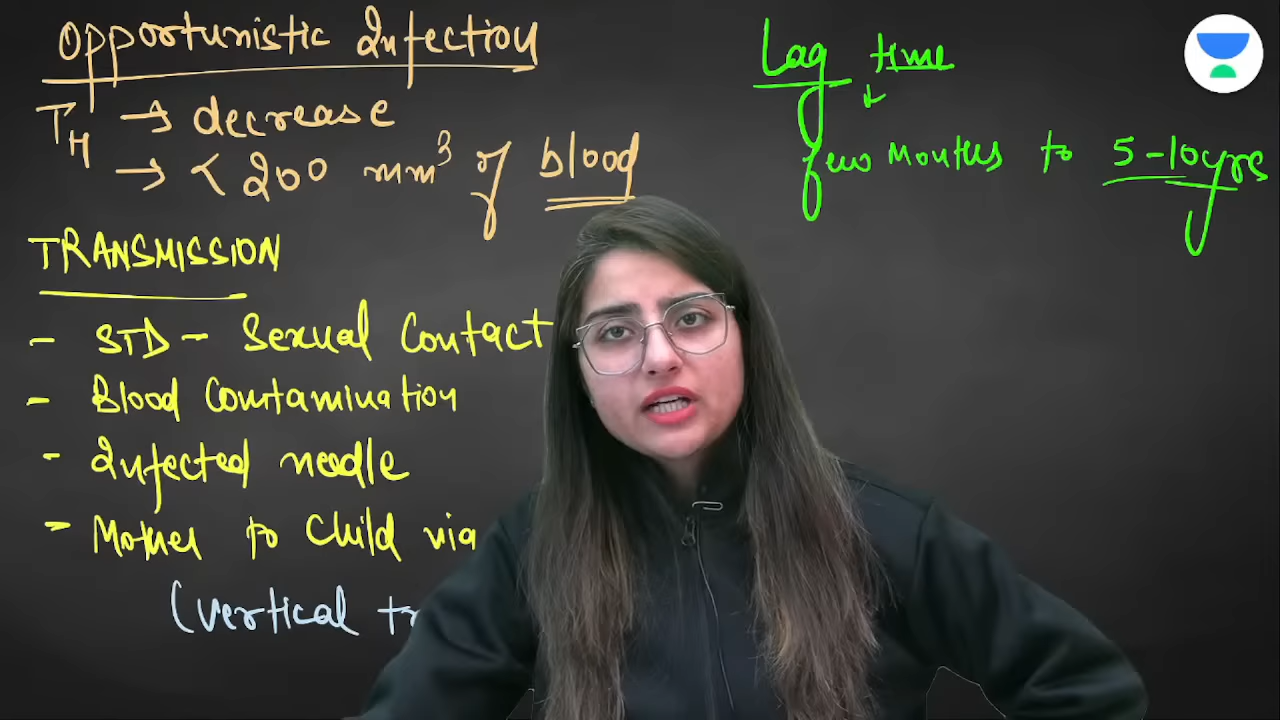 Opportunistic Infection
TH → decrease
→ < 200 mm³ of blood
TRANSMISSION
- STD - Sexual Contact
- Blood Contamination
- Infected needle
- Mother to Child via
(vertical tr
Lag time
↓
few Months to 5-10yrs